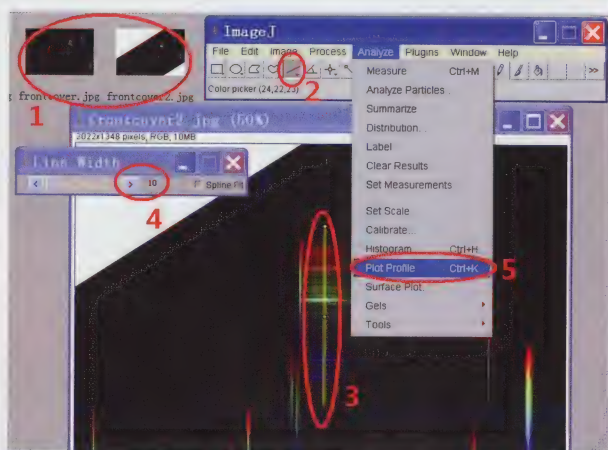 ImageJ
File Edit Image Process Analyze Plugins Window Help
>>
Color picker (24,22,23)
2
frontcover.jpg frontcover2.jpg
1
frontcover2.jpg (50%)
2022x1348 pixels, RGB, 10MB
Line Width
10
Spline Fit
4
Measure Ctrl+M
Analyze Particles...
Summarize
Distribution...
Label
Clear Results
Set Measurements...
Set Scale...
Calibrate...
Histogram Ctrl+H
Plot Profile Ctrl+K
5
Surface Plot...
Gels
Tools
3